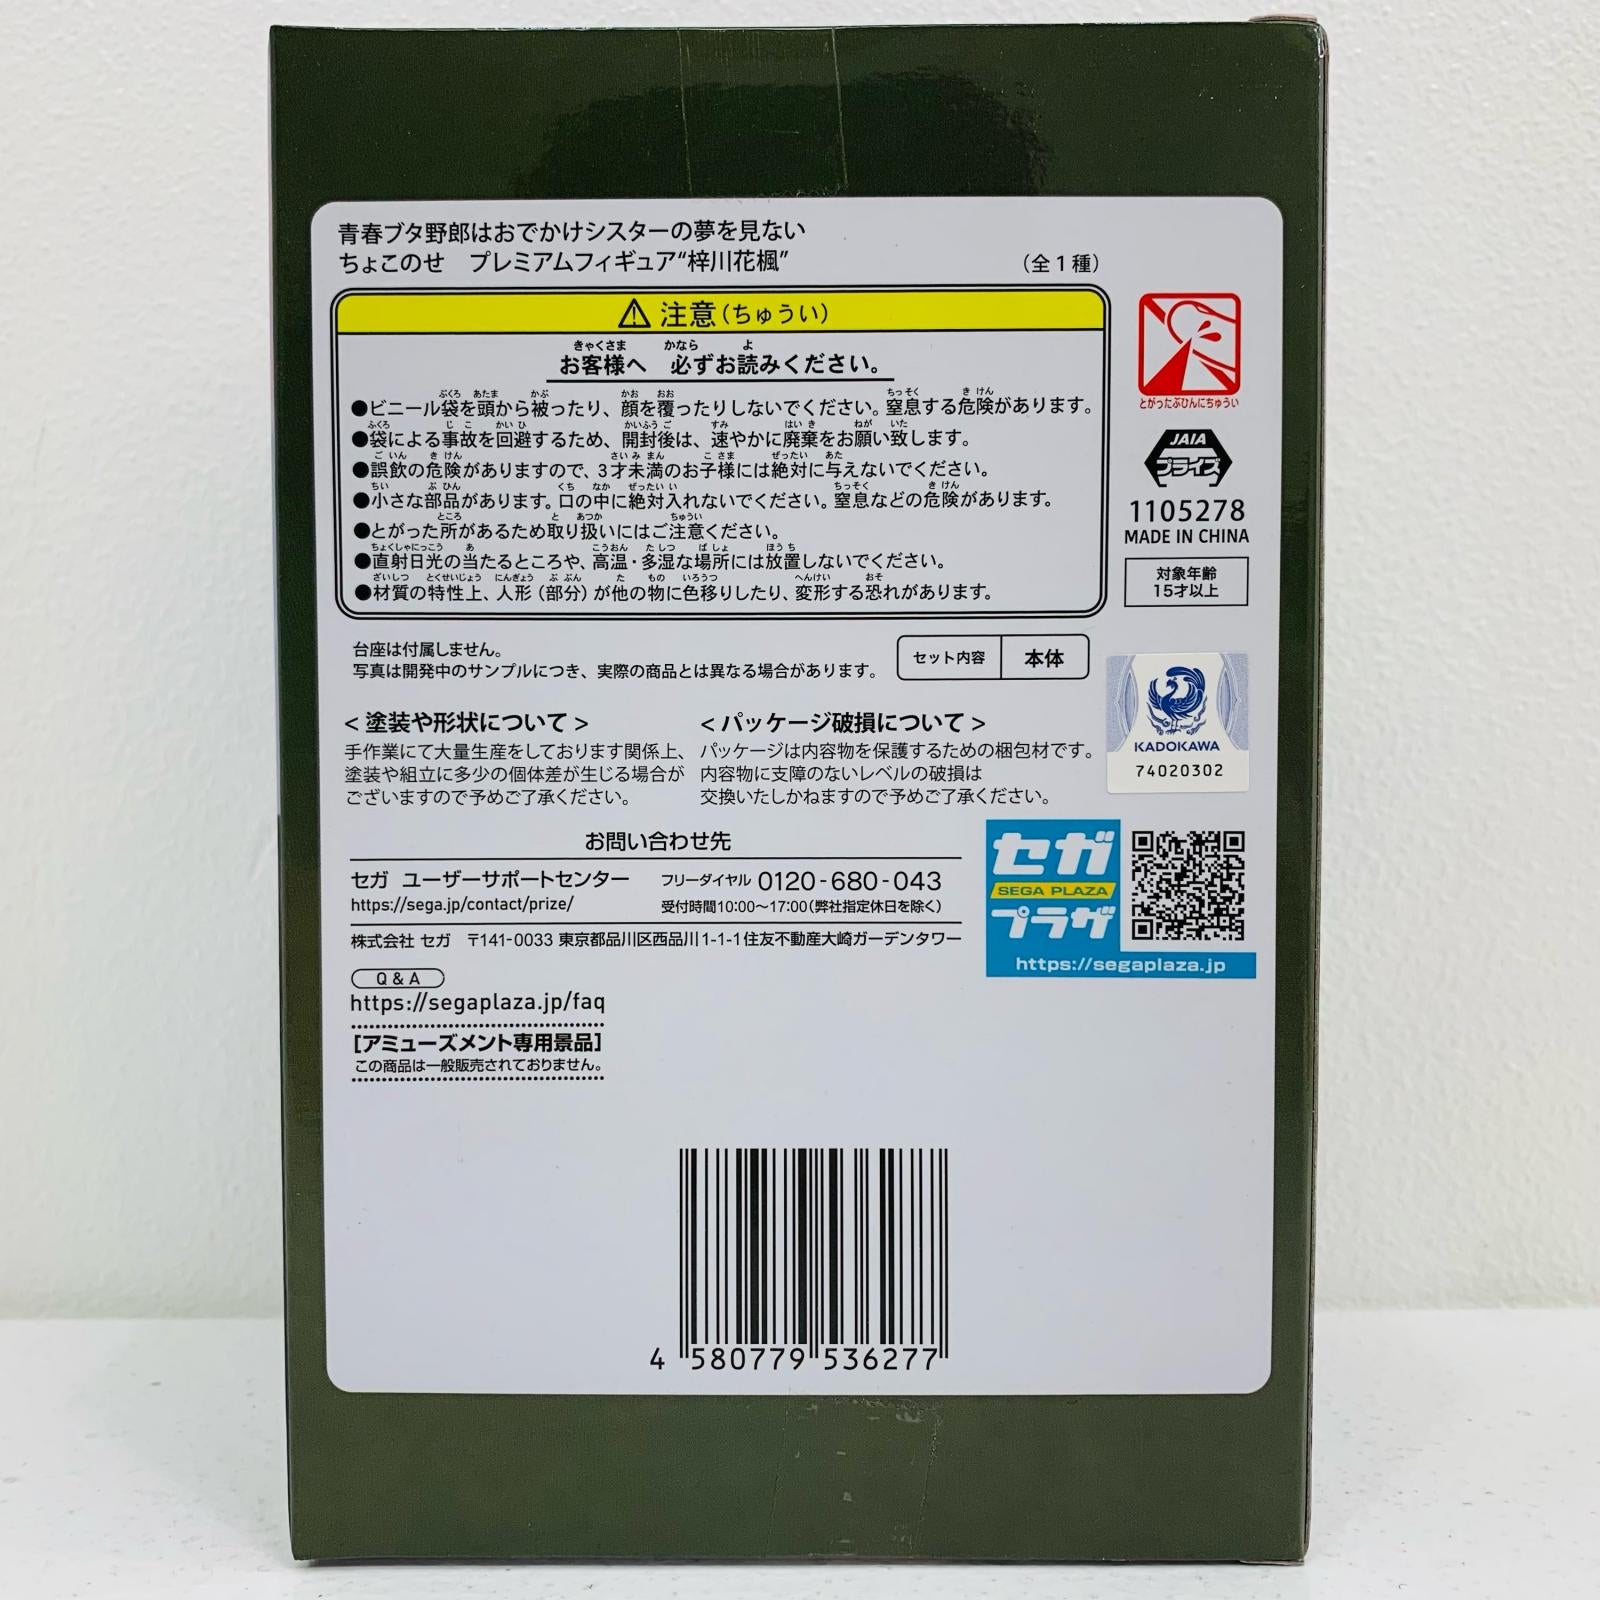 青春ブタ野郎はおでかけシスターの夢を見ない
ちょこのせ プレミアムフィギュア“梓川花楓”
（全1種）
注意（ちゅうい）
お客様へ 必ずお読みください。
●ビニール袋を頭から被ったり、顔を覆ったりしないでください。窒息する危険があります。
●袋による事故を回避するため、開封後は、速やかに廃棄をお願い致します。
●誤飲の危険がありますので、3才未満のお子様には絶対に与えないでください。
●小さな部品があります。口の中に絶対入れないでください。窒息などの危険があります。
●とがった所があるため取り扱いにはご注意ください。
●直射日光の当たるところや、高温・多湿な場所には放置しないでください。
●材質の特性上、人形（部分）が他の物に色移りしたり、変形する恐れがあります。
とがったぶひんにちゅうい
JAIA
プライズ
1105278
MADE IN CHINA
対象年齢
15才以上
台座は付属しません。
写真は開発中のサンプルにつき、実際の商品とは異なる場合があります。
セット内容 本体
KADOKAWA
74020302
< 塗装や形状について >
手作業にて大量生産をしております関係上、
塗装や組立に多少の個体差が生じる場合が
ございますので予めご了承ください。
< パッケージ破損について >
パッケージは内容物を保護するための梱包材です。
内容物に支障のないレベルの破損は
交換いたしかねますので予めご了承ください。
お問い合わせ先
セガ ユーザーサポートセンター フリーダイヤル 0120-680-043
https://sega.jp/contact/prize/ 受付時間10:00～17:00（弊社指定休日を除く）
株式会社 セガ 〒141-0033 東京都品川区西品川1-1-1住友不動産大崎ガーデンタワー
セガ
SEGA PLAZA
プラザ
https://segaplaza.jp
Q & A
https://segaplaza.jp/faq
［アミューズメント専用景品］
この商品は一般販売されておりません。
4 580779 536277